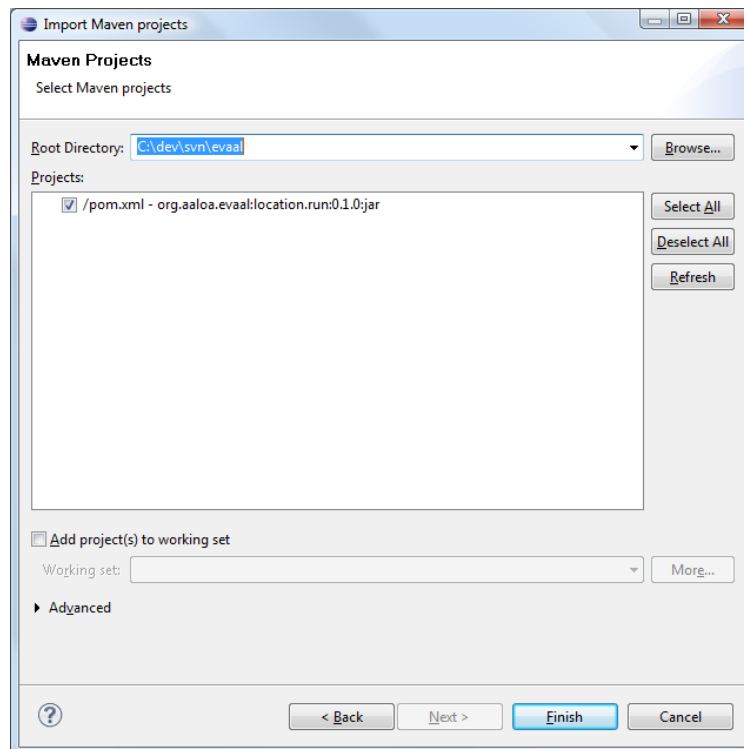 Import Maven projects
Maven Projects
Select Maven projects
Root Directory: C:\dev\svn\evaal Browse...
Projects:
/pom.xml - org.aaloa.evaal:location.run:0.1.0:jar
Select All
Deselect All
Refresh
Add project(s) to working set
Working set: More...
Advanced
? < Back Next > Finish Cancel